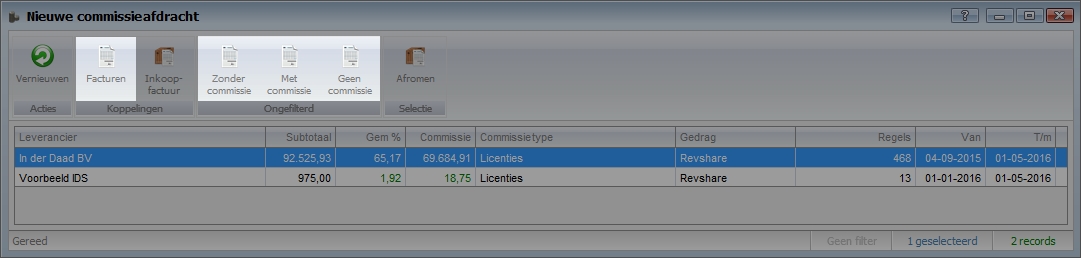 Nieuwe commissieafdracht
Vernieuwen Facturen Inkoop- Zonder Met Geen Afromen
factuur commissie commissie commissie
Acties Koppelingen Ongefilterd Selectie
Leverancier Subtotaal Gem % Commissie Commissietype Gedrag Regels Van T/m
In der Daad BV 92.525,93 65,17 69.684,91 Licenties Revshare 468 04-09-2015 01-05-2016
Voorbeeld IDS 975,00 1,92 18,75 Licenties Revshare 13 01-01-2016 01-05-2016
Gereed Geen filter 1 geselecteerd 2 records